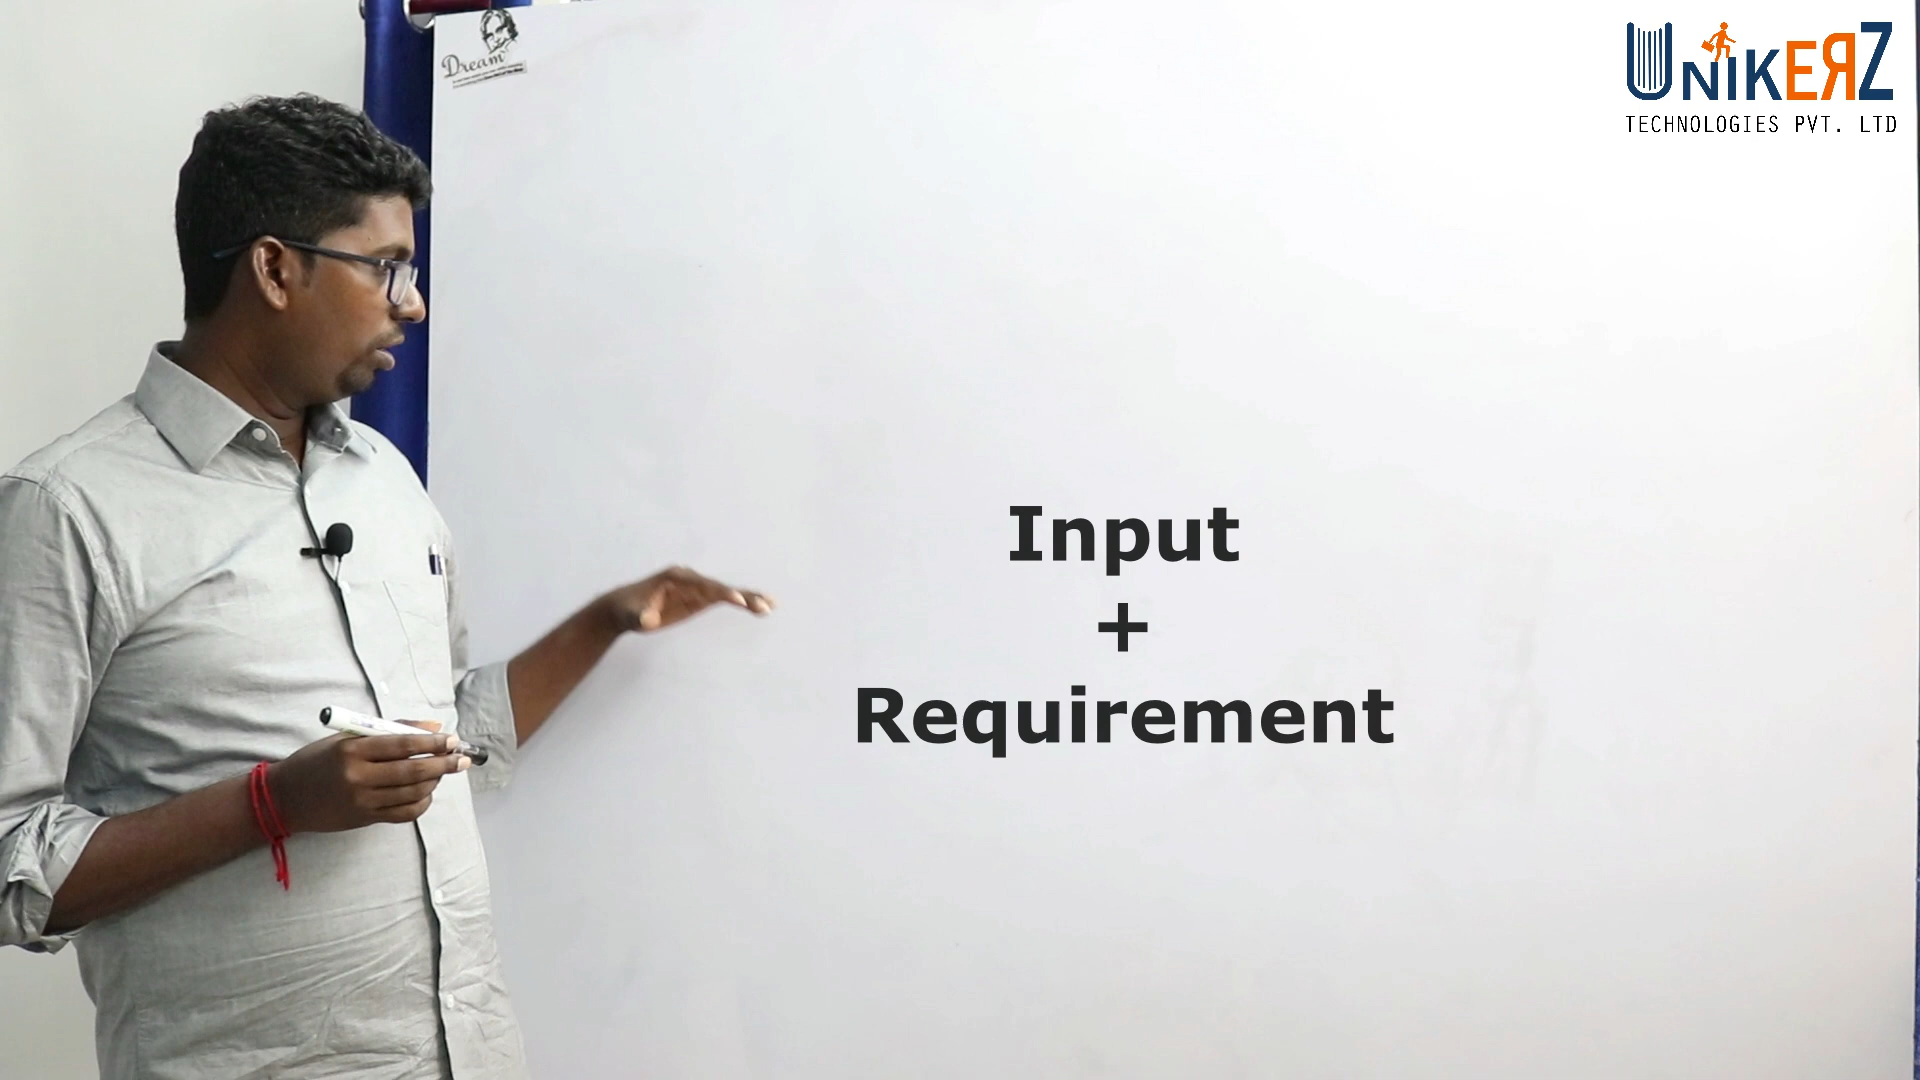 Dream
UNIKERZ
TECHNOLOGIES PVT. LTD
Input
+
Requirement